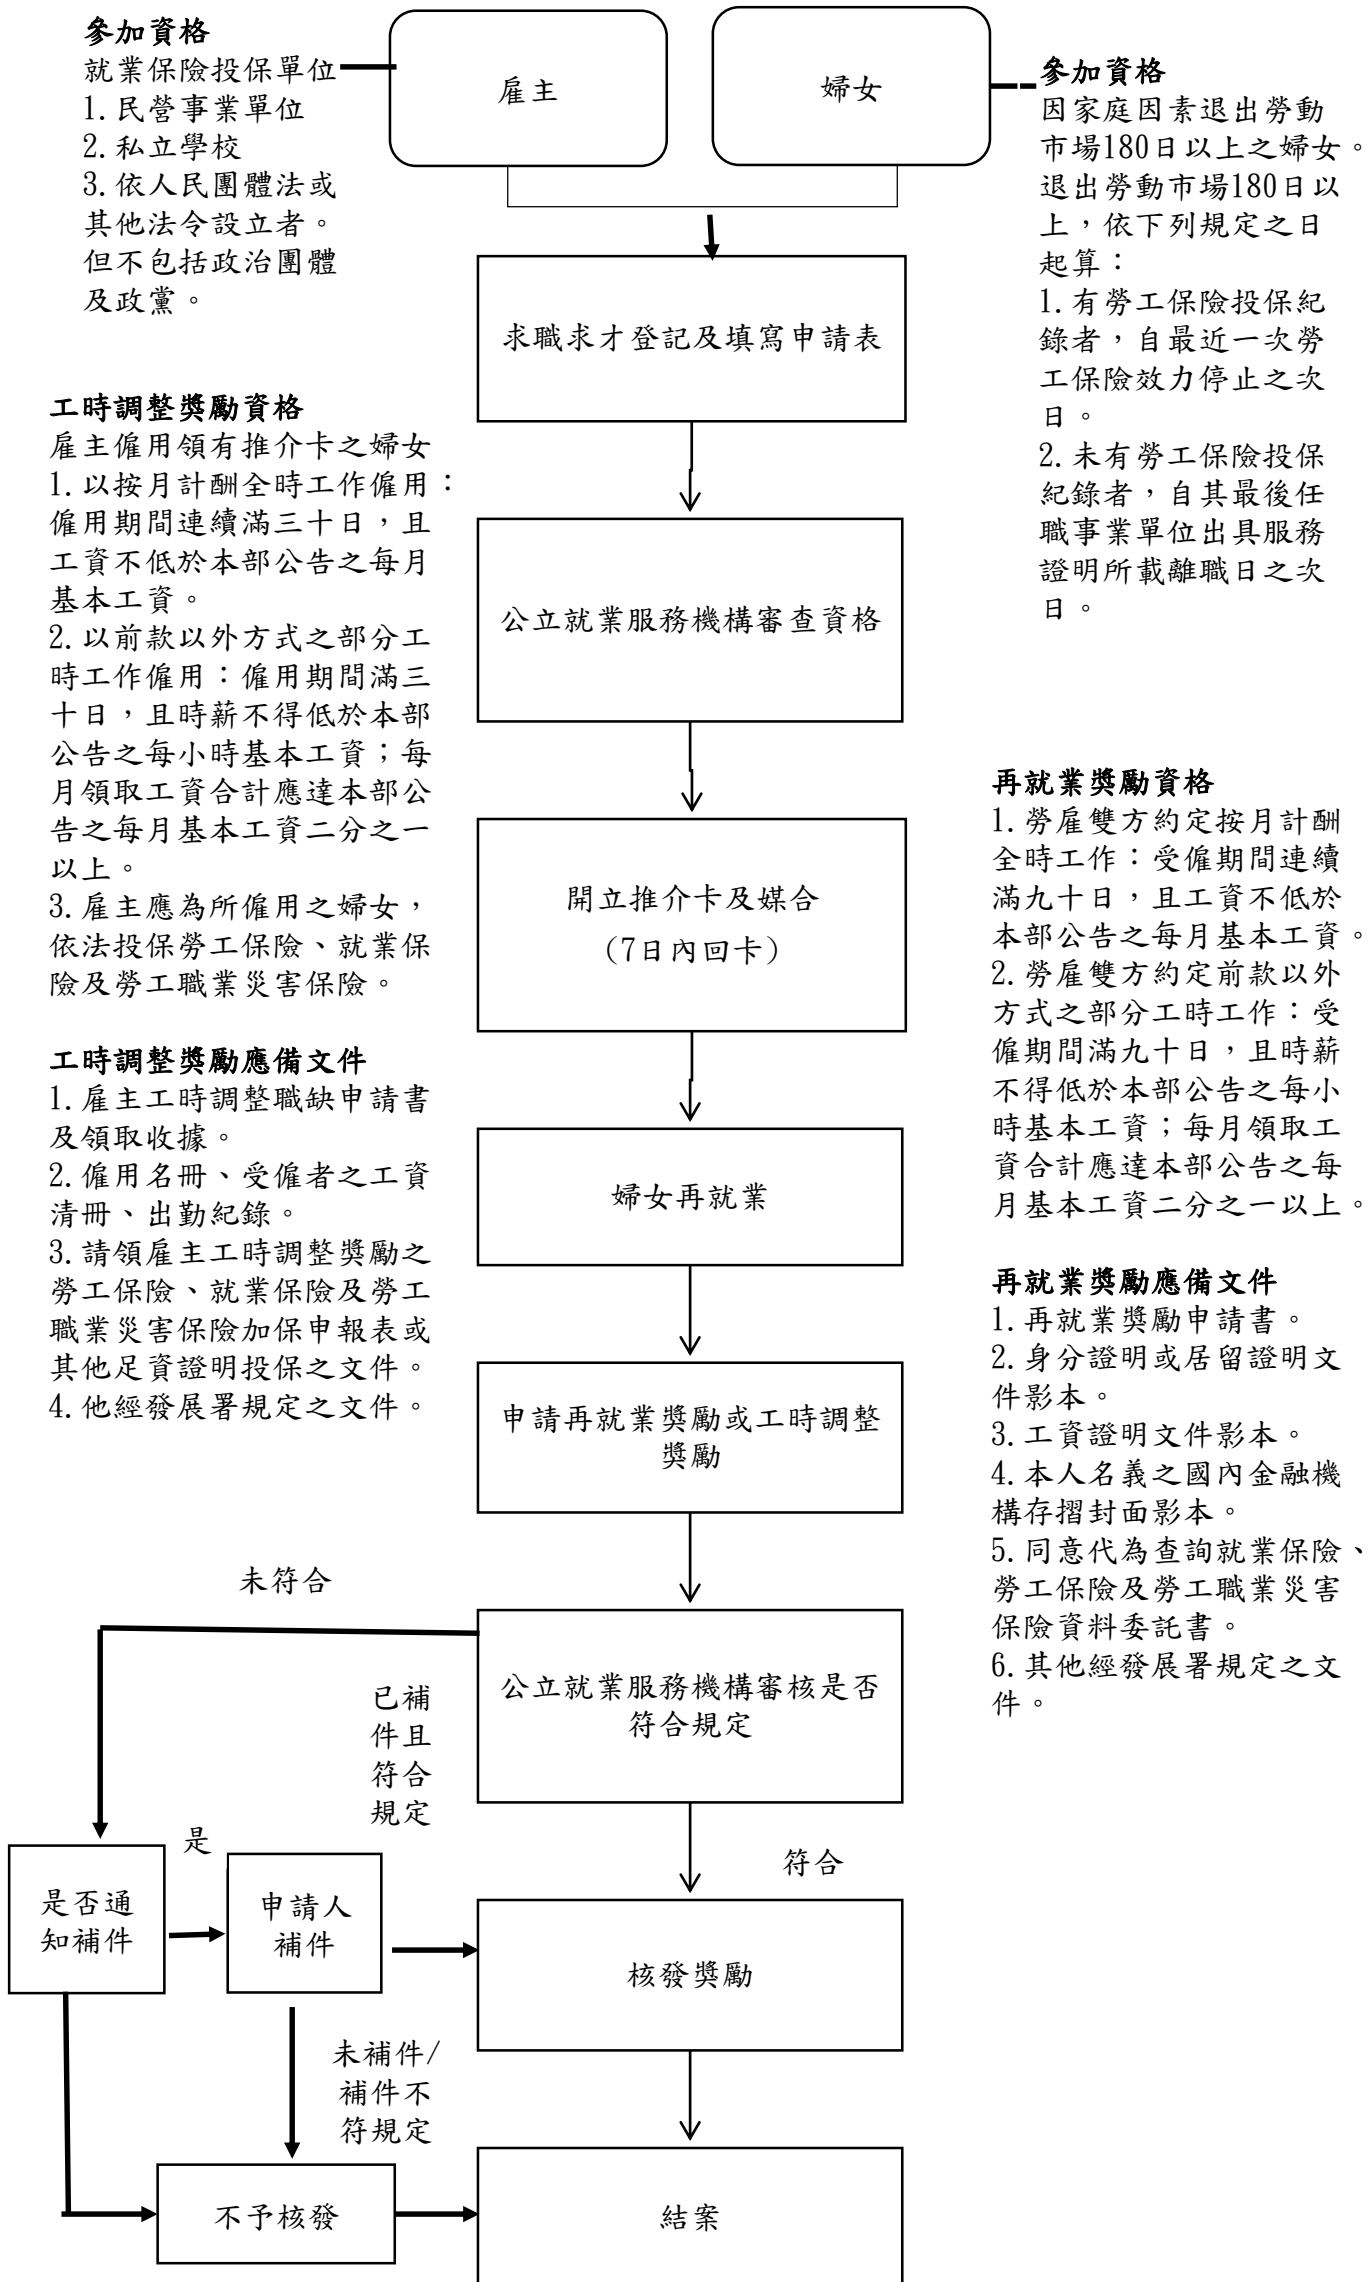 參加資格
就業保險投保單位
1.民營事業單位
2.私立學校
3.依人民團體法或
其他法令設立者。
但不包括政治團體
及政黨。
雇主
婦女
參加資格
因家庭因素退出勞動
市場180日以上之婦女。
退出勞動市場180日以
上，依下列規定之日
起算：
1.有勞工保險投保紀
錄者，自最近一次勞
工保險效力停止之次
日。
2.未有勞工保險投保
紀錄者，自其最後任
職事業單位出具服務
證明所載離職日之次
日。
求職求才登記及填寫申請表
工時調整獎勵資格
雇主僱用領有推介卡之婦女
1.以按月計酬全時工作僱用：
僱用期間連續滿三十日，且
工資不低於本部公告之每月
基本工資。
2.以前款以外方式之部分工
時工作僱用：僱用期間滿三
十日，且時薪不得低於本部
公告之每小時基本工資；每
月領取工資合計應達本部公
告之每月基本工資二分之一
以上。
3.雇主應為所僱用之婦女，
依法投保勞工保險、就業保
險及勞工職業災害保險。
公立就業服務機構審查資格
開立推介卡及媒合
(7日內回卡)
再就業獎勵資格
1.勞雇雙方約定按月計酬
全時工作：受僱期間連續
滿九十日，且工資不低於
本部公告之每月基本工資。
2.勞雇雙方約定前款以外
方式之部分工時工作：受
僱期間滿九十日，且時薪
不得低於本部公告之每小
時基本工資；每月領取工
資合計應達本部公告之每
月基本工資二分之一以上。
工時調整獎勵應備文件
1.雇主工時調整職缺申請書
及領取收據。
2.僱用名冊、受僱者之工資
清冊、出勤紀錄。
3.請領雇主工時調整獎勵之
勞工保險、就業保險及勞工
職業災害保險加保申報表或
其他足資證明投保之文件。
4.他經發展署規定之文件。
婦女再就業
再就業獎勵應備文件
1.再就業獎勵申請書。
2.身分證明或居留證明文
件影本。
3.工資證明文件影本。
4.本人名義之國內金融機
構存摺封面影本。
5.同意代為查詢就業保險、
勞工保險及勞工職業災害
保險資料委託書。
6.其他經發展署規定之文
件。
申請再就業獎勵或工時調整
獎勵
未符合
公立就業服務機構審核是否
符合規定
已補
件且
符合
規定
是
符合
是否通
知補件
申請人
補件
核發獎勵
未補件/
補件不
符規定
不予核發
結案